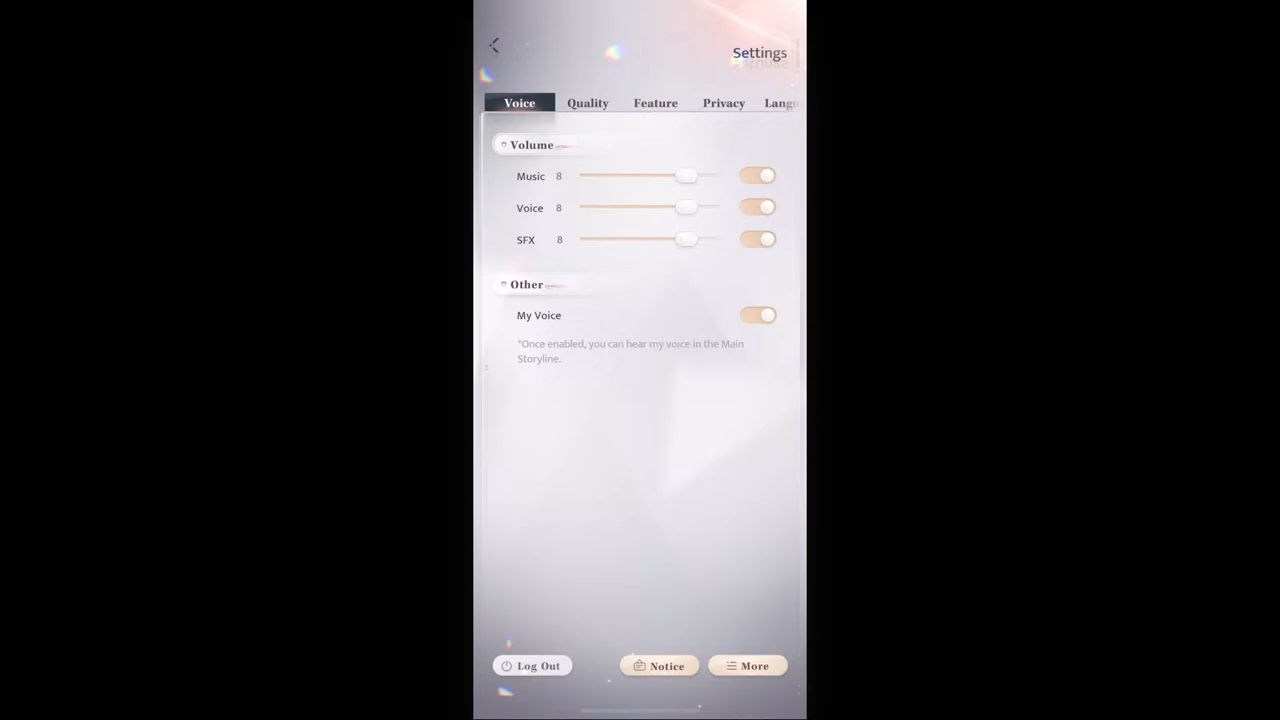 Settings
Voice Quality Feature Privacy Langu
Volume
Music 8
Voice 8
SFX 8
Other
My Voice
*Once enabled, you can hear my voice in the Main
Storyline.
Log Out Notice More